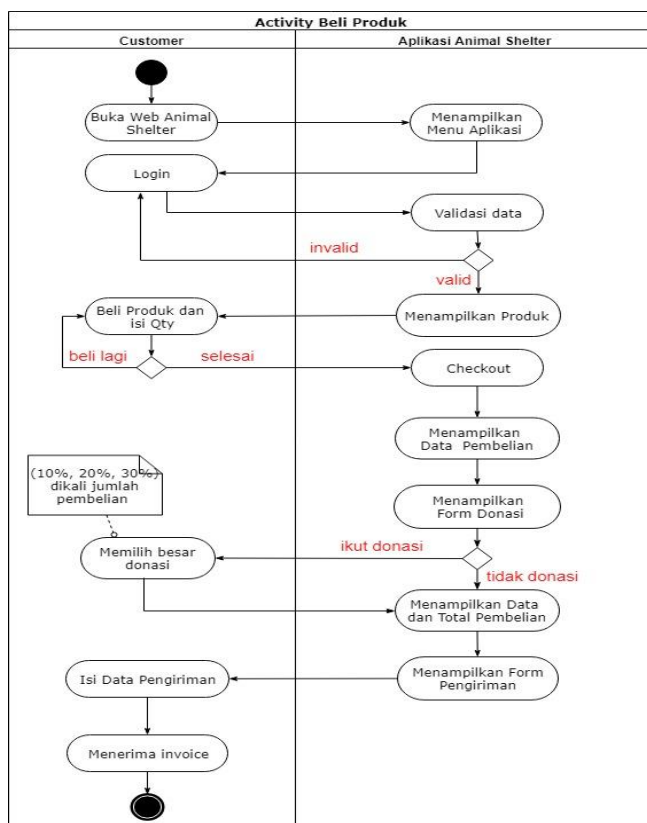 Activity Beli Produk
Customer
Aplikasi Animal Shelter
Buka Web Animal
Shelter
Menampilkan
Menu Aplikasi
Login
Validasi data
invalid
valid
Beli Produk dan
isi Qty
Menampilkan Produk
beli lagi
selesai
Checkout
Menampilkan
Data Pembelian
(10%, 20%, 30%)
dikali jumlah
pembelian
Menampilkan
Form Donasi
ikut donasi
Memilih besar
donasi
tidak donasi
Menampilkan Data
dan Total Pembelian
Isi Data Pengiriman
Menampilkan Form
Pengiriman
Menerima invoice